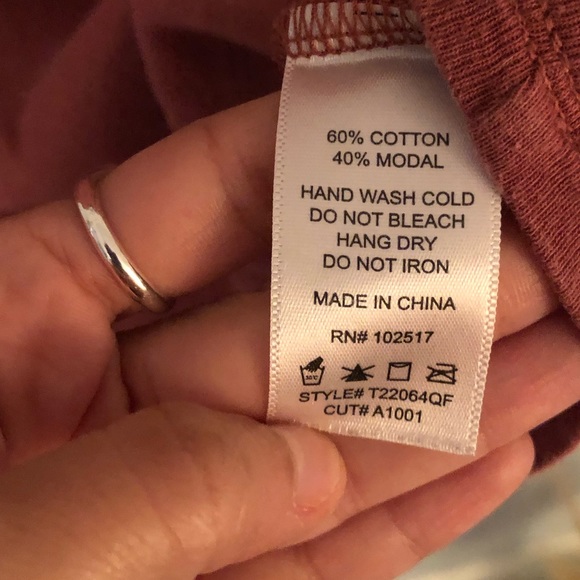 60% COTTON
40% MODAL
HAND WASH COLD
DO NOT BLEACH
HANG DRY
DO NOT IRON
MADE IN CHINA
RN# 102517
30°C
STYLE# T22064QF
CUT# A1001